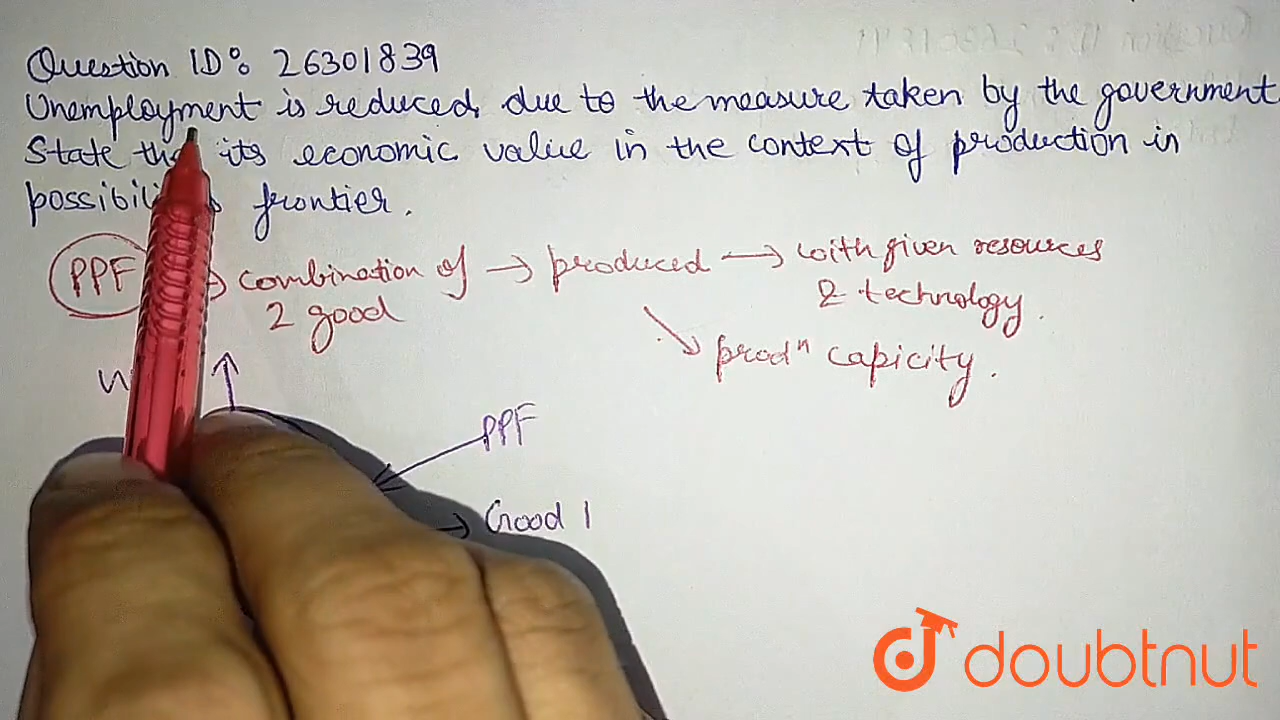 Question ID: 26301839
Unemployment is reduced, due to the measure taken by the government.
State its economic value in the context of production in
frontier.
PPF → combination of → produced → with given resources
2 good & technology.
↘ prodⁿ capicity.
PPF
Good 1
doubtnut